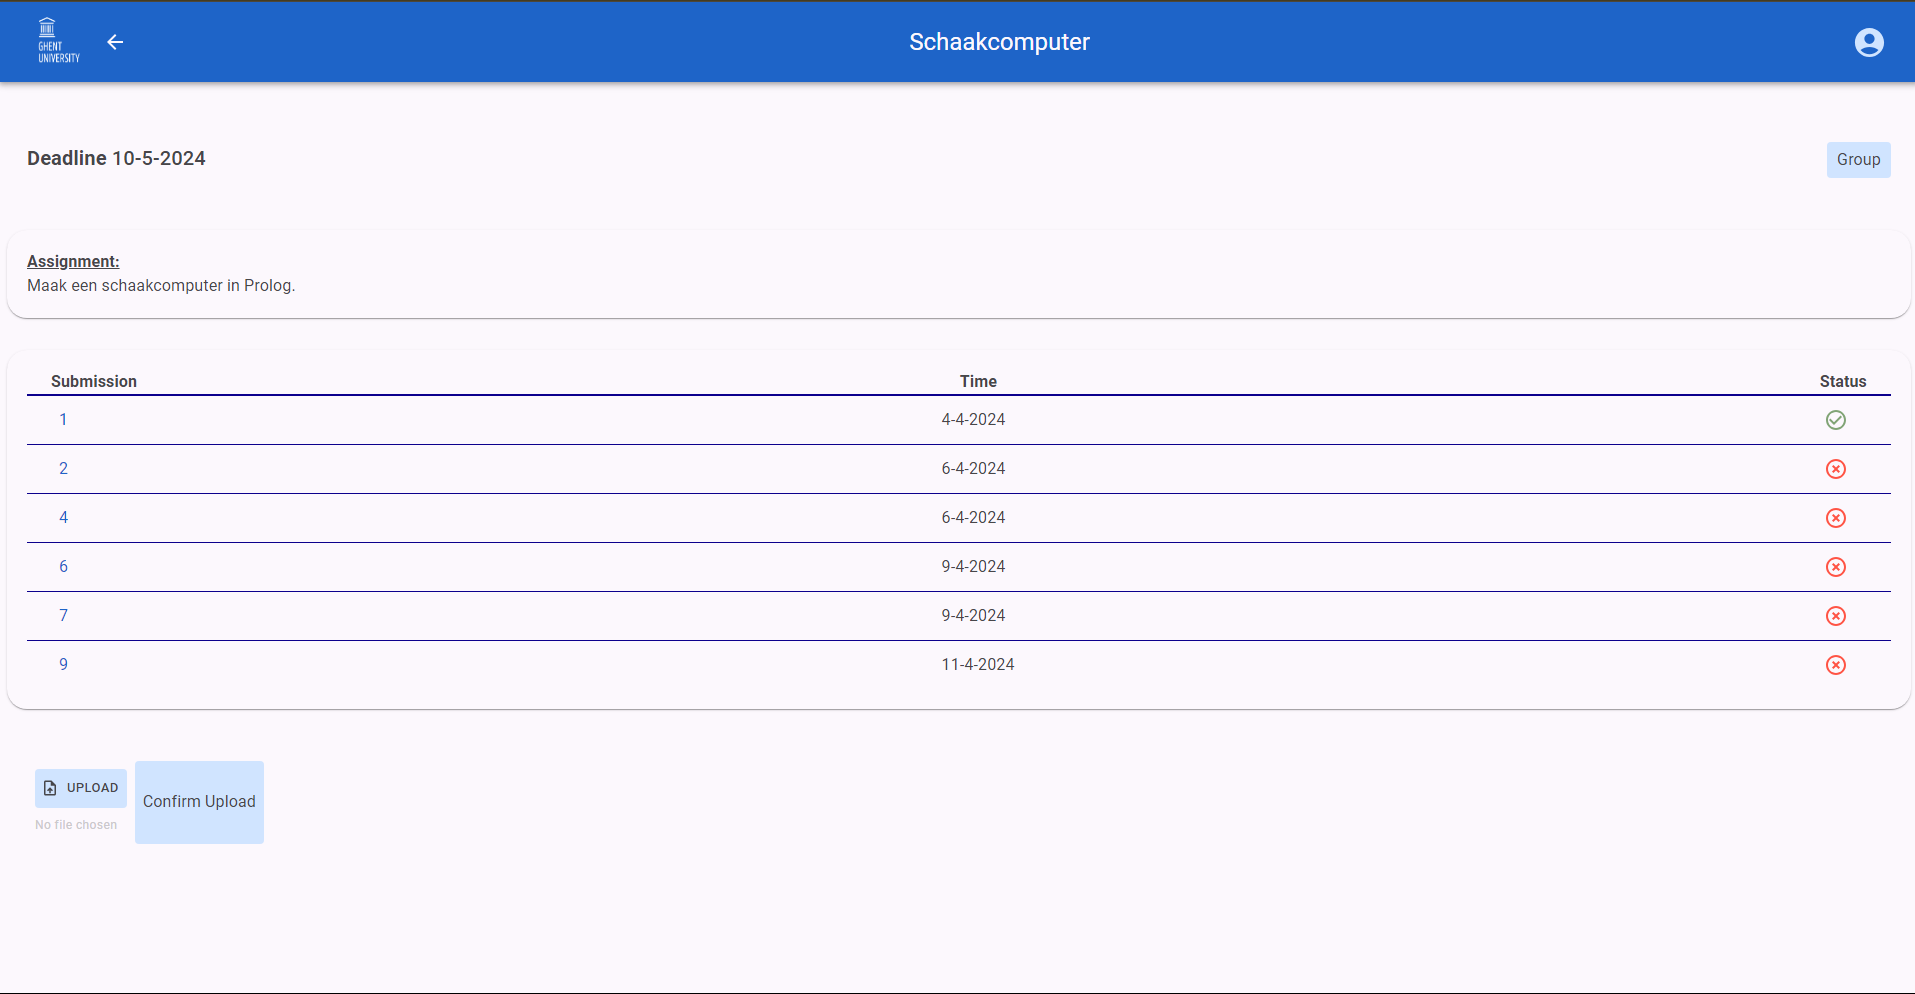 GHENT
UNIVERSITY
Schaakcomputer
Deadline 10-5-2024
Group
Assignment:
Maak een schaakcomputer in Prolog.
Submission Time Status
1 4-4-2024
2 6-4-2024
4 6-4-2024
6 9-4-2024
7 9-4-2024
9 11-4-2024
UPLOAD
Confirm Upload
No file chosen